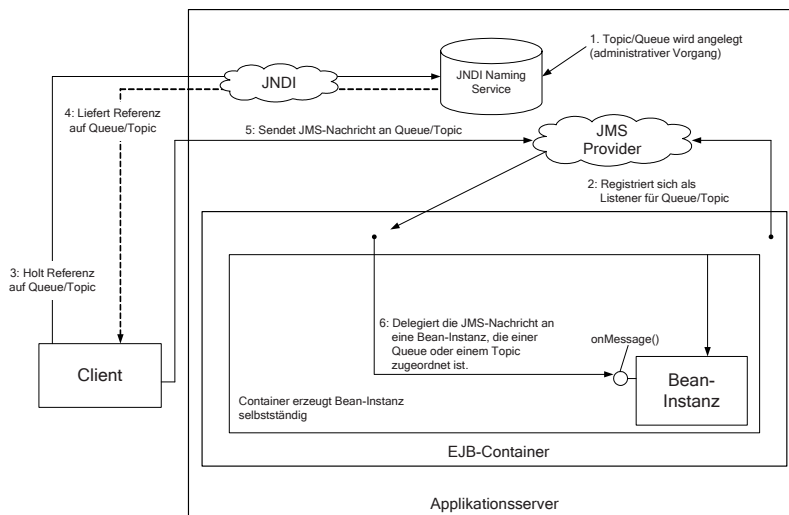 1. Topic/Queue wird angelegt
(administrativer Vorgang)
JNDI
JNDI Naming
Service
4: Liefert Referenz
auf Queue/Topic
5: Sendet JMS-Nachricht an Queue/Topic
JMS
Provider
2: Registriert sich als
Listener für Queue/Topic
3: Holt Referenz
auf Queue/Topic
6: Delegiert die JMS-Nachricht an
eine Bean-Instanz, die einer
Queue oder einem Topic
zugeordnet ist.
onMessage()
Client
Bean-
Instanz
Container erzeugt Bean-Instanz
selbstständig
EJB-Container
Applikationsserver